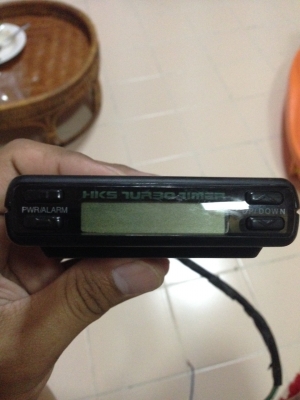 HKS TURBO TIMER
PWR/ALARM
DOWN